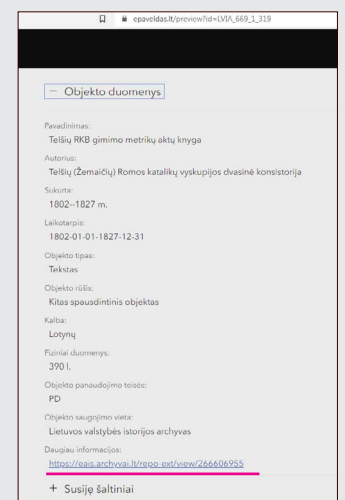 epaveldas.lt/preview?id=LVIA_669_1_319
— Objekto duomenys
Pavadinimas:
Telšių RKB gimimo metrikų aktų knyga
Autorius:
Telšių (Žemaičių) Romos katalikų vyskupijos dvasinė konsistorija
Sukurta:
1802--1827 m.
Laikotarpis:
1802-01-01-1827-12-31
Objekto tipas:
Tekstas
Objekto rūšis:
Kitas spausdintinis objektas
Kalba:
Lotynų
Fiziniai duomenys:
390 l.
Objekto panaudojimo teisės:
PD
Objekto saugojimo vieta:
Lietuvos valstybės istorijos archyvas
Daugiau informacijos:
https://eais.archyvai.lt/repo-ext/view/266606955
+ Susiję šaltiniai